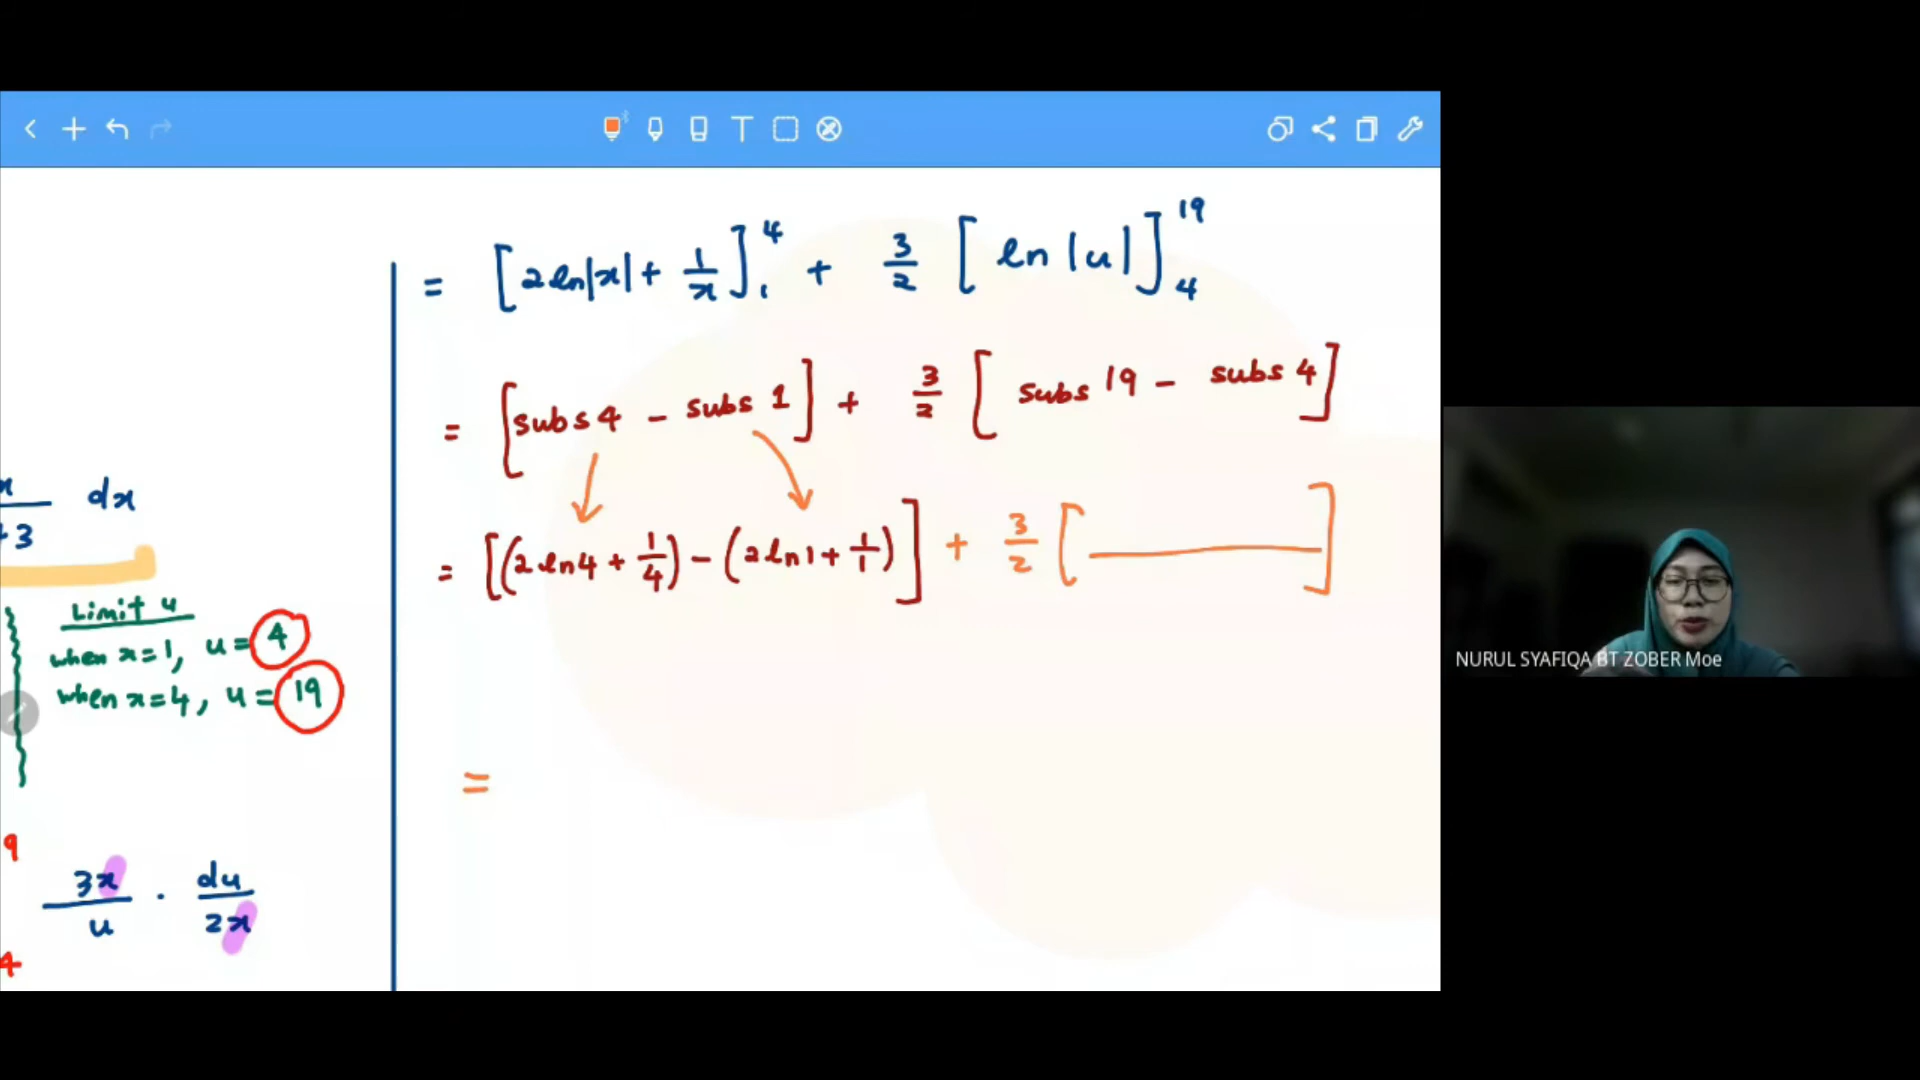 = [2ln|x| + 1/x]₁⁴ + 3/2 [ln|u|]₄¹⁹
= [subs 4 - subs 1] + 3/2 [subs 19 - subs 4]
= [(2ln4 + 1/4) - (2ln1 + 1/1)] + 3/2 [ ]
=
x/+3 dx
Limit u
when x=1, u= 4
when x=4, u= 19
9
3x/u · du/2x
4
NURUL SYAFIQA BT ZOBER Moe